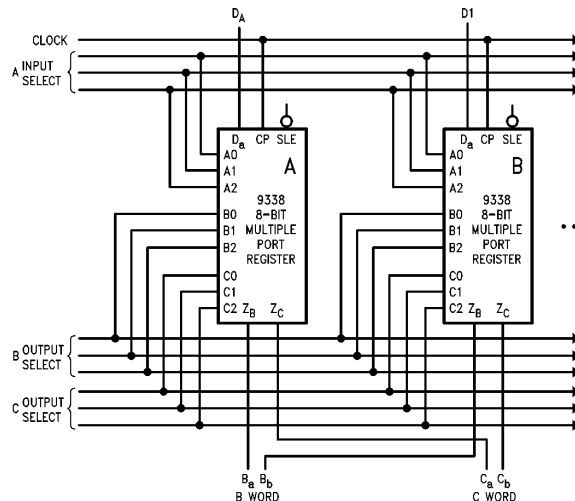 DA D1
CLOCK
A INPUT SELECT
Da CP SLE
A0
A1
A2
B0
B1
B2
C0
C1
C2 ZB ZC
A
9338
8-BIT
MULTIPLE
PORT
REGISTER
Da CP SLE
A0
A1
A2
B0
B1
B2
C0
C1
C2 ZB ZC
B
9338
8-BIT
MULTIPLE
PORT
REGISTER
B OUTPUT SELECT
C OUTPUT SELECT
Ba Bb
B WORD
Ca Cb
C WORD